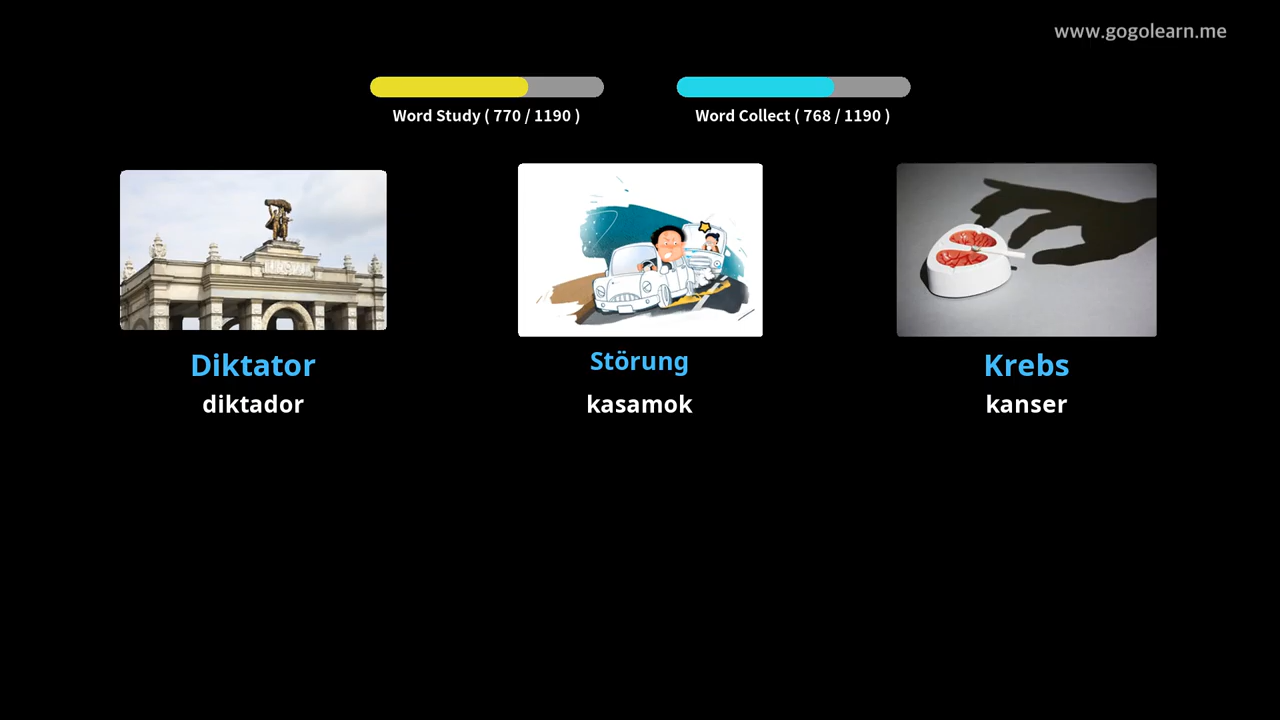 www.gogolearn.me
Word Study ( 770 / 1190 )
Word Collect ( 768 / 1190 )
Diktator
diktador
Störung
kasamok
Krebs
kanser